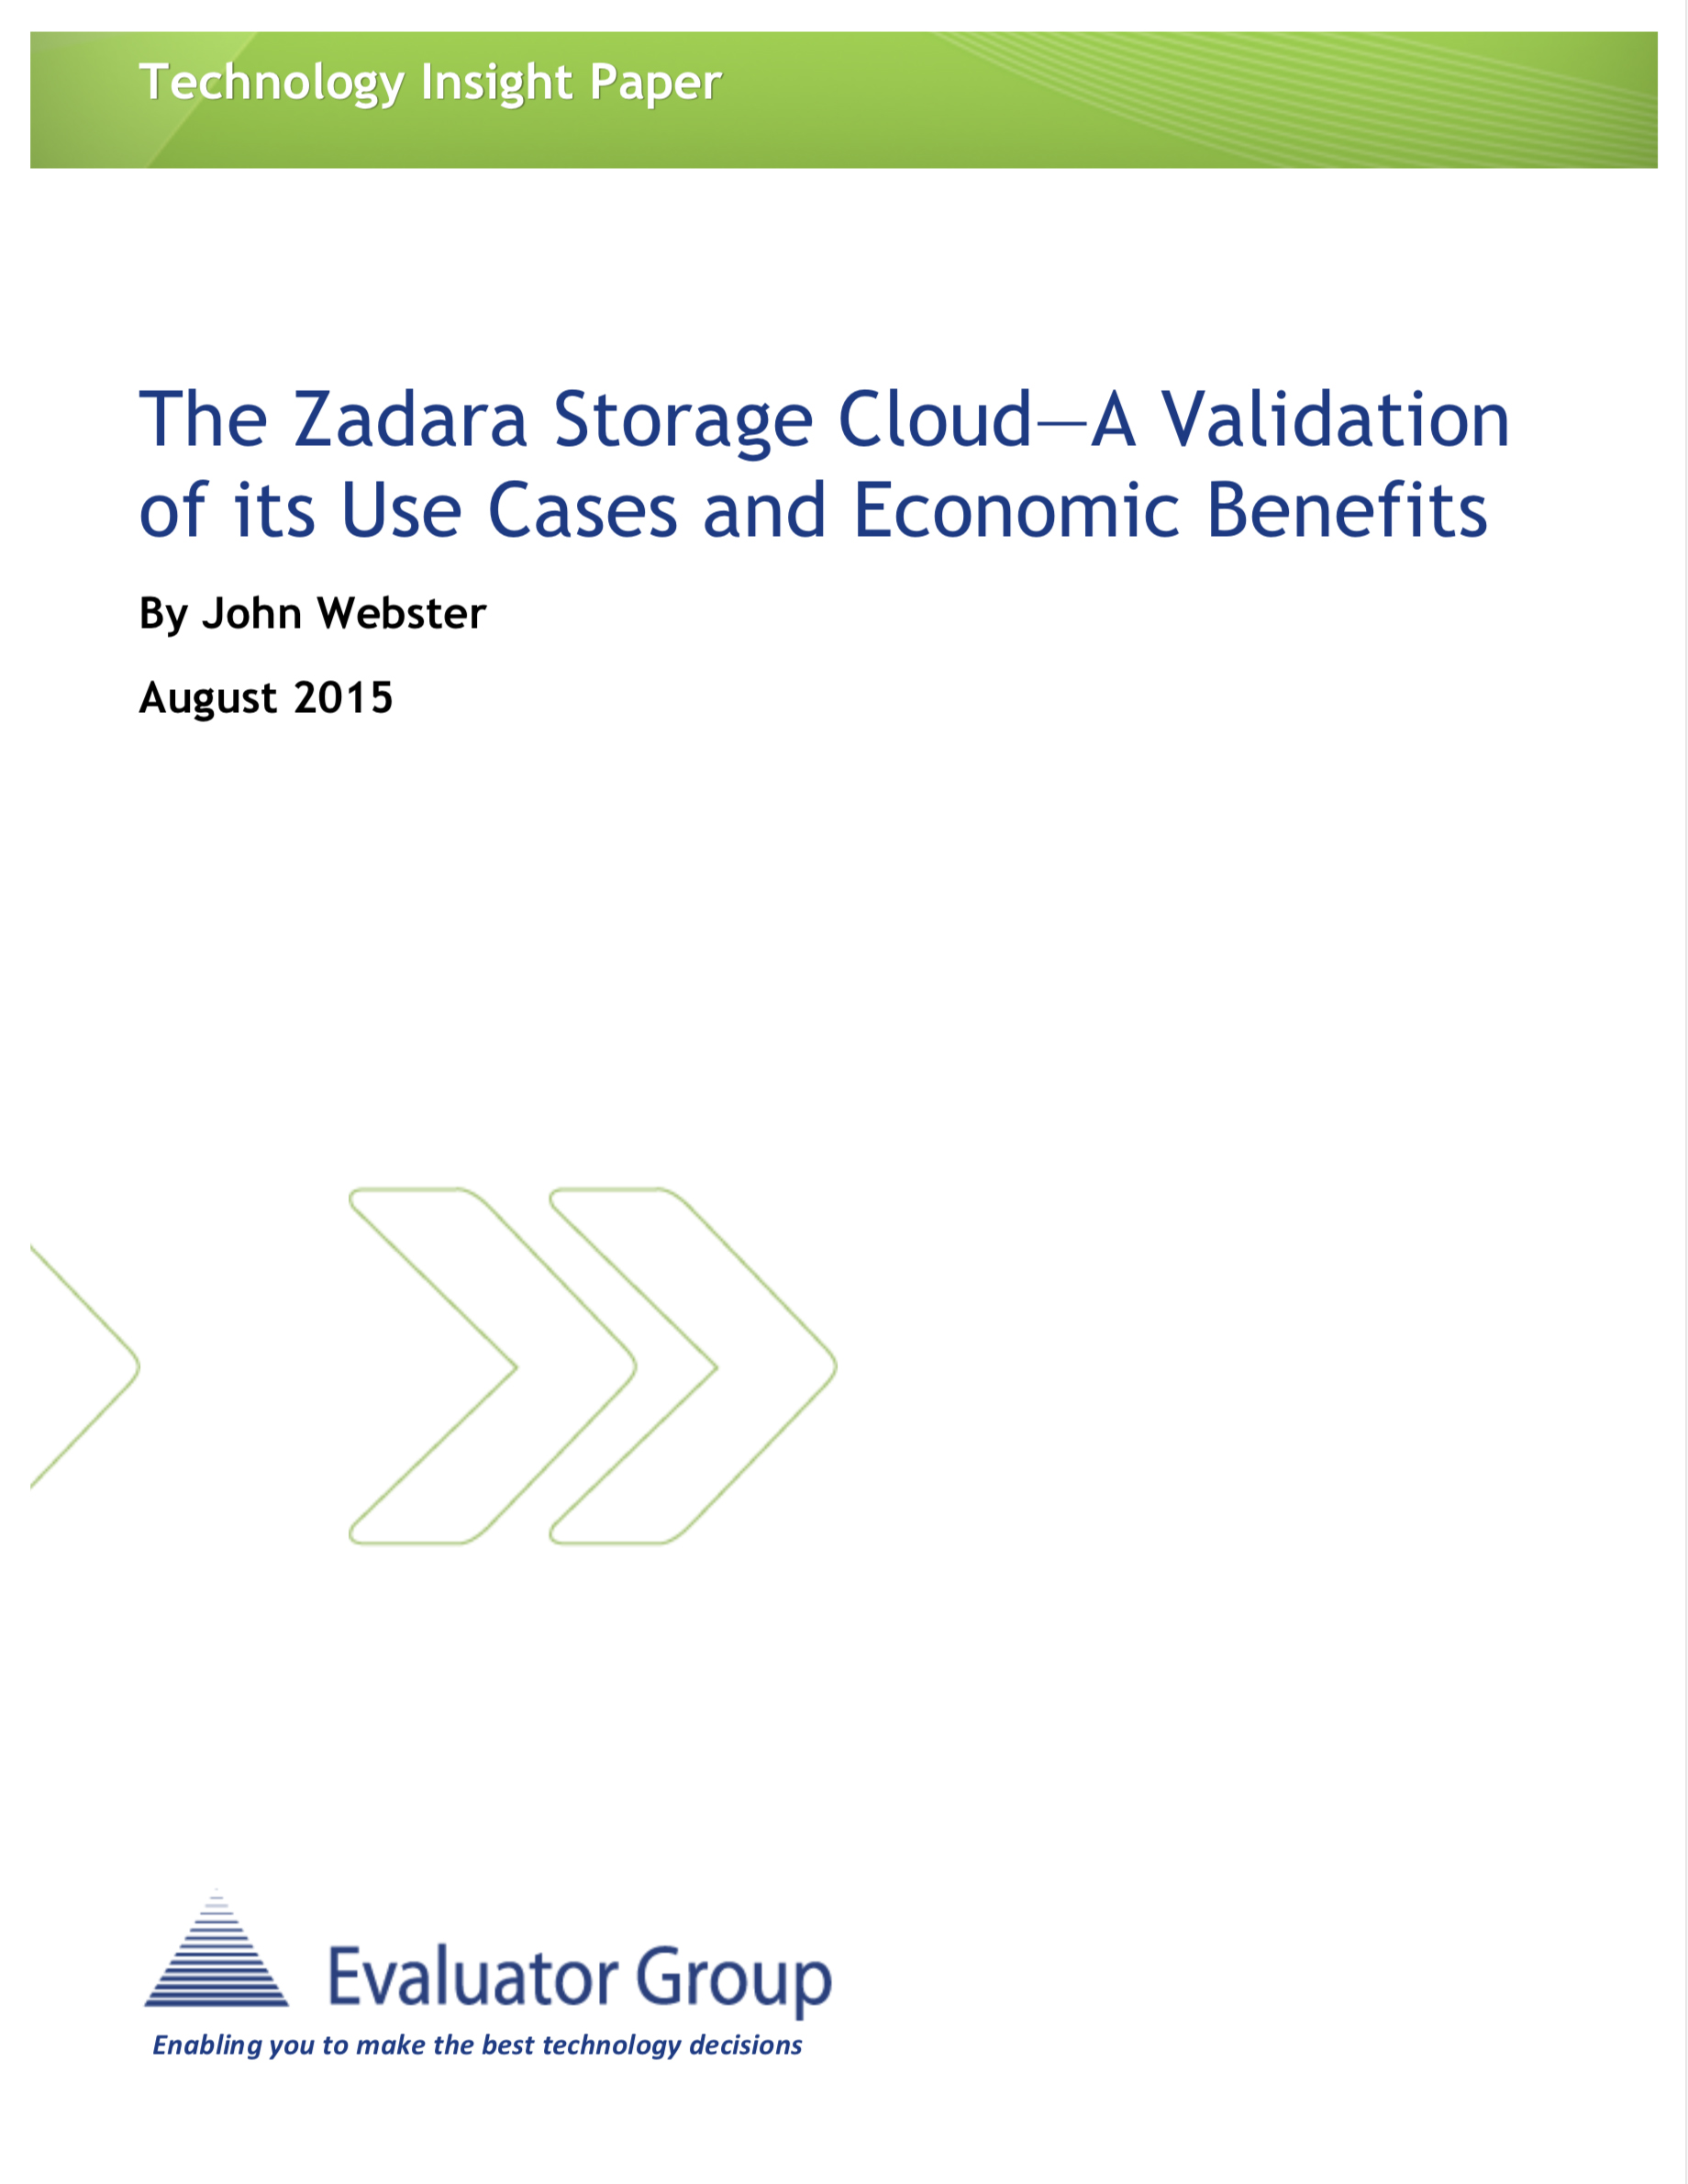 Technology Insight Paper
The Zadara Storage Cloud—A Validation
of its Use Cases and Economic Benefits
By John Webster
August 2015
Evaluator Group
Enabling you to make the best technology decisions